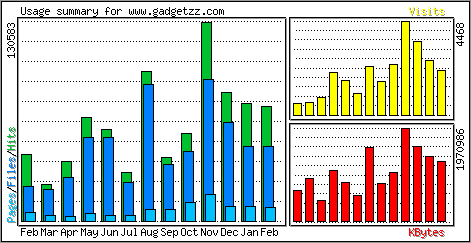 Usage summary for www.gadgetzz.com
Visits
130583
4468
Pages/Files/Hits
1970986
Feb Mar Apr May Jun Jul Aug Sep Oct Nov Dec Jan Feb
KBytes